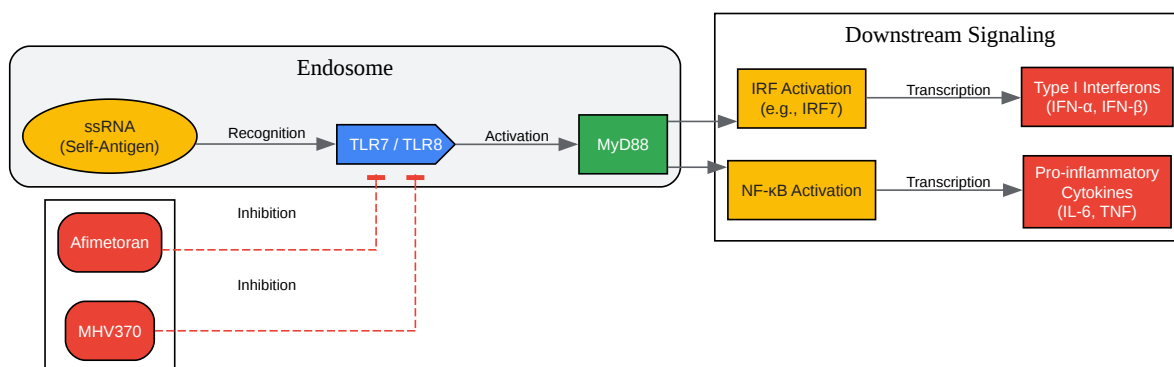 Downstream Signaling
Endosome
IRF Activation
(e.g., IRF7)
Transcription
Type I Interferons
(IFN-α, IFN-β)
ssRNA
(Self-Antigen)
Recognition
TLR7 / TLR8
Activation
MyD88
NF-κB Activation
Transcription
Pro-inflammatory
Cytokines
(IL-6, TNF)
Inhibition
Afimetoran
Inhibition
MHV370